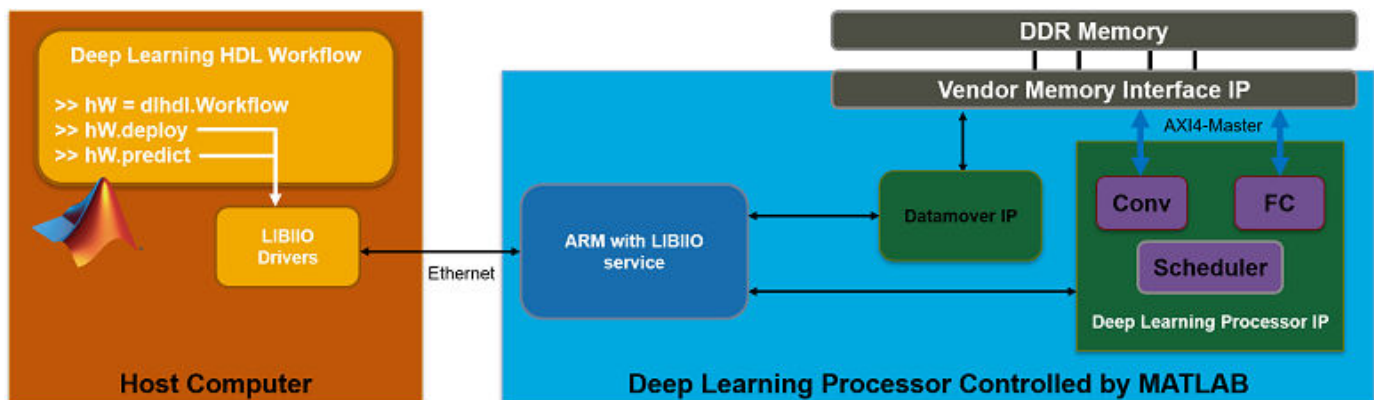 Deep Learning HDL Workflow
>> hW = dlhdl.Workflow
>> hW.deploy
>> hW.predict
LIBIIO
Drivers
Host Computer
Ethernet
DDR Memory
Vendor Memory Interface IP
AXI4-Master
ARM with LIBIIO
service
Datamover IP
Conv
FC
Scheduler
Deep Learning Processor IP
Deep Learning Processor Controlled by MATLAB